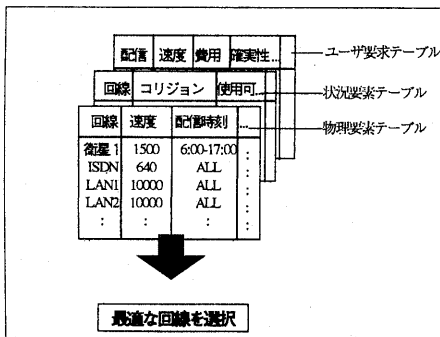 配信 速度 費用 確実性... ユーザ要求テーブル
回線 コリジョン 使用可... 状況要素テーブル
回線 速度 配信時刻 ... 物理要素テーブル
衛星1 1500 6:00-17:00 :
ISDN 640 ALL :
LAN1 10000 ALL :
LAN2 10000 ALL :
: : : :
最適な回線を選択